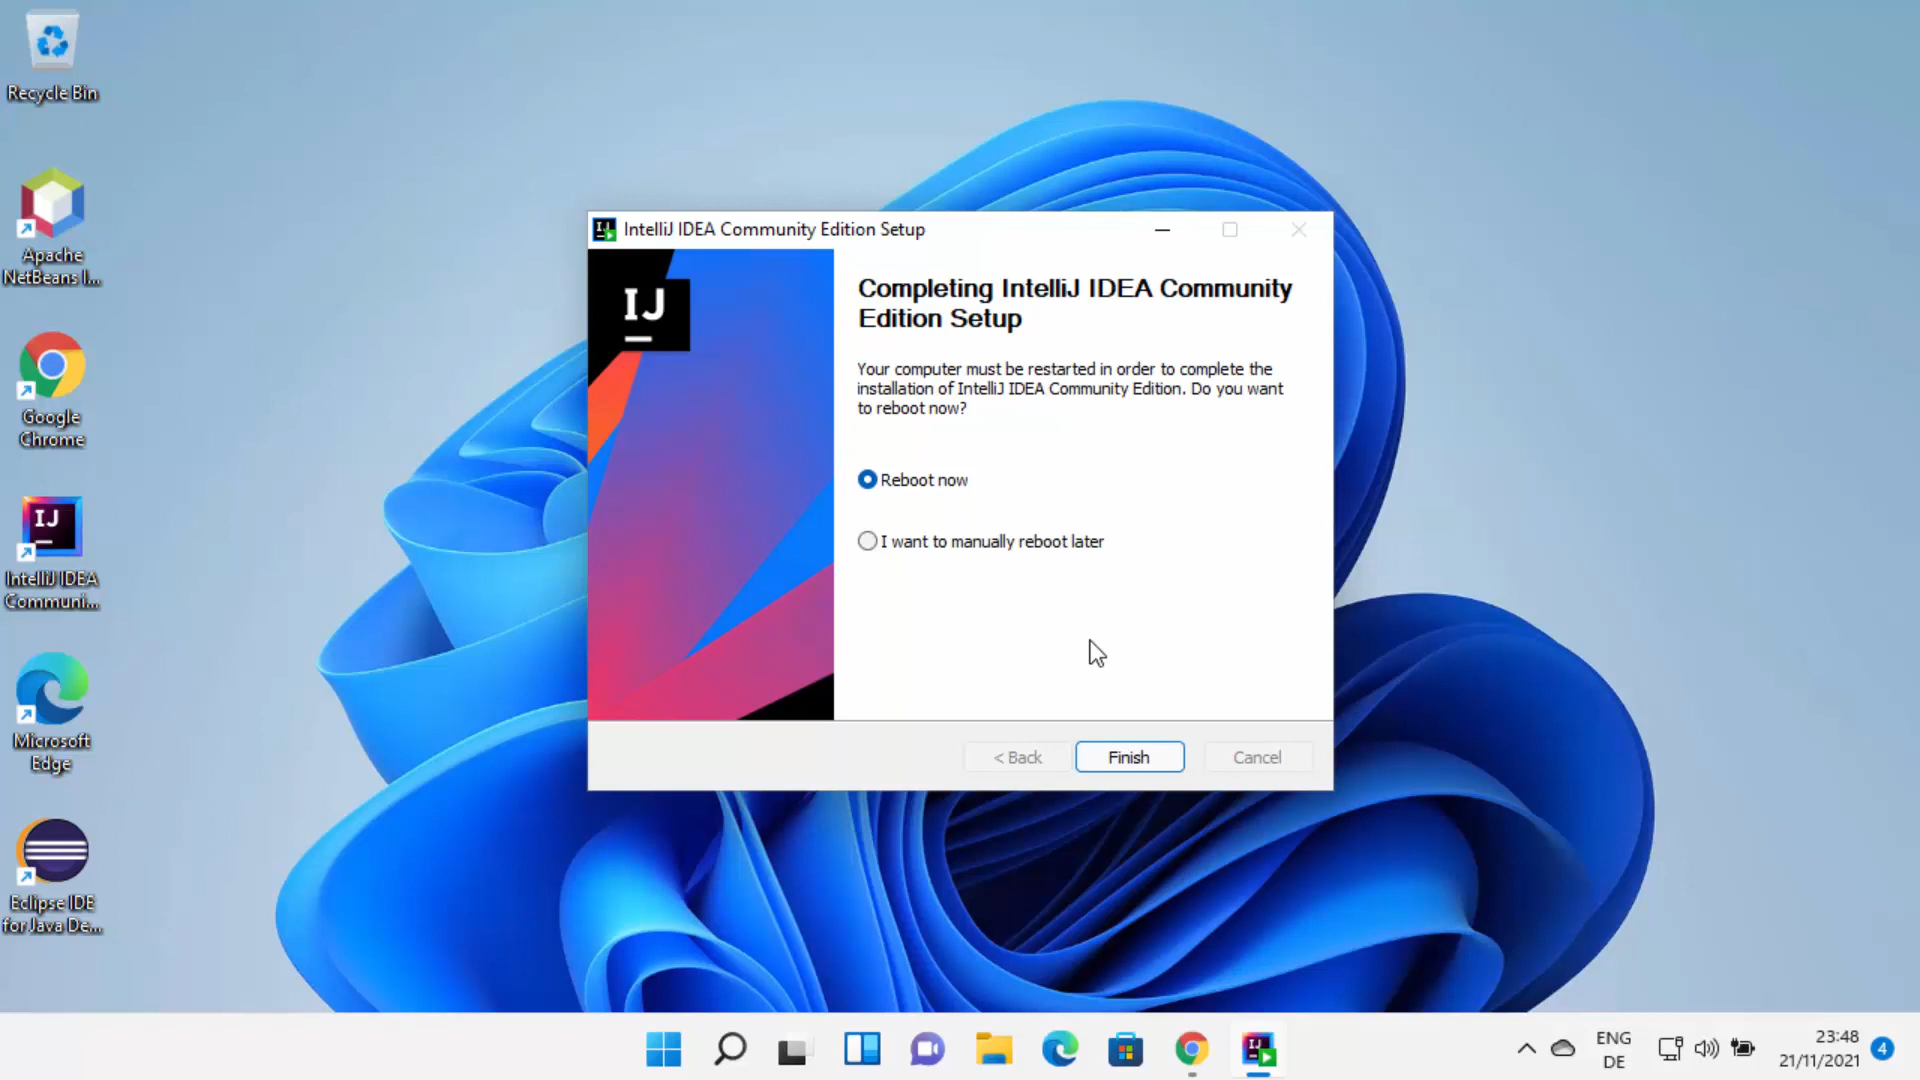 Recycle Bin
Apache
NetBeans I...
Google
Chrome
IntelliJ IDEA
Communi...
Microsoft
Edge
Eclipse IDE
for Java De...
IJ
IntelliJ IDEA Community Edition Setup
IJ
Completing IntelliJ IDEA Community
Edition Setup
Your computer must be restarted in order to complete the
installation of IntelliJ IDEA Community Edition. Do you want
to reboot now?
Reboot now
I want to manually reboot later
< Back
Finish
Cancel
IJ
ENG
DE
23:48
21/11/2021
4